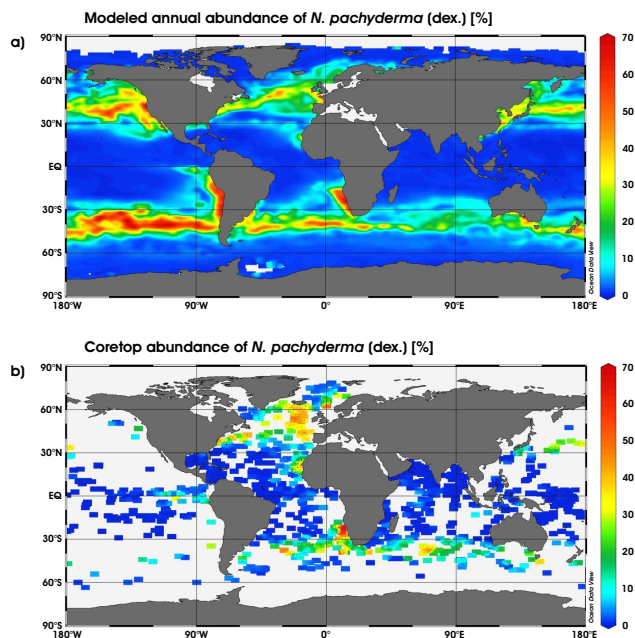 Modeled annual abundance of N. pachyderma (dex.) [%]
a)
90°N
60°N
30°N
EQ
30°S
60°S
90°S
180°W
90°W
0°
90°E
180°E
70
60
50
40
30
20
10
0
Ocean Data View
Coretop abundance of N. pachyderma (dex.) [%]
b)
90°N
60°N
30°N
EQ
30°S
60°S
90°S
180°W
90°W
0°
90°E
180°E
70
60
50
40
30
20
10
0
Ocean Data View